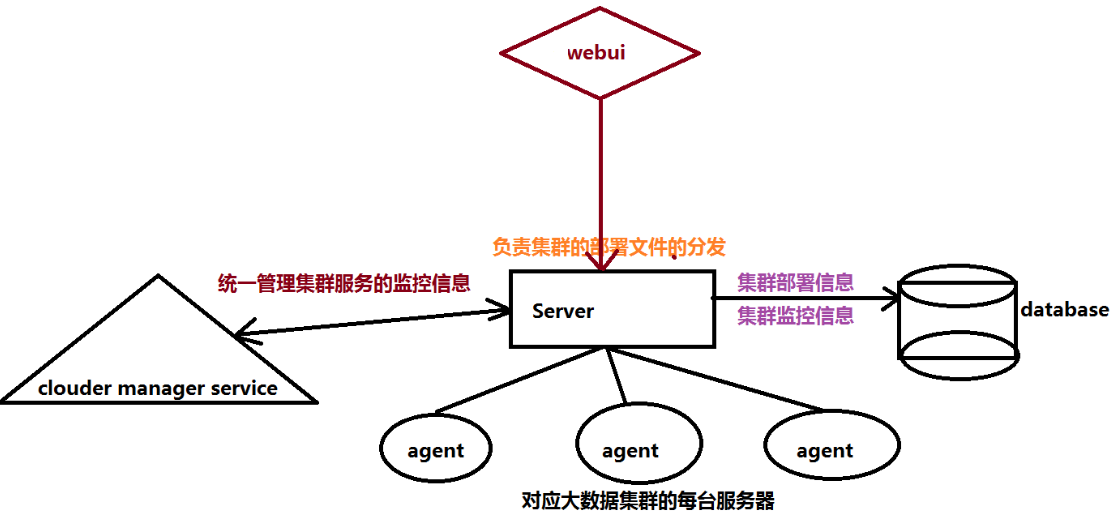 webui
负责集群的部署文件的分发
统一管理集群服务的监控信息
集群部署信息
Server
集群监控信息
database
clouder manager service
agent
agent
agent
对应大数据集群的每台服务器